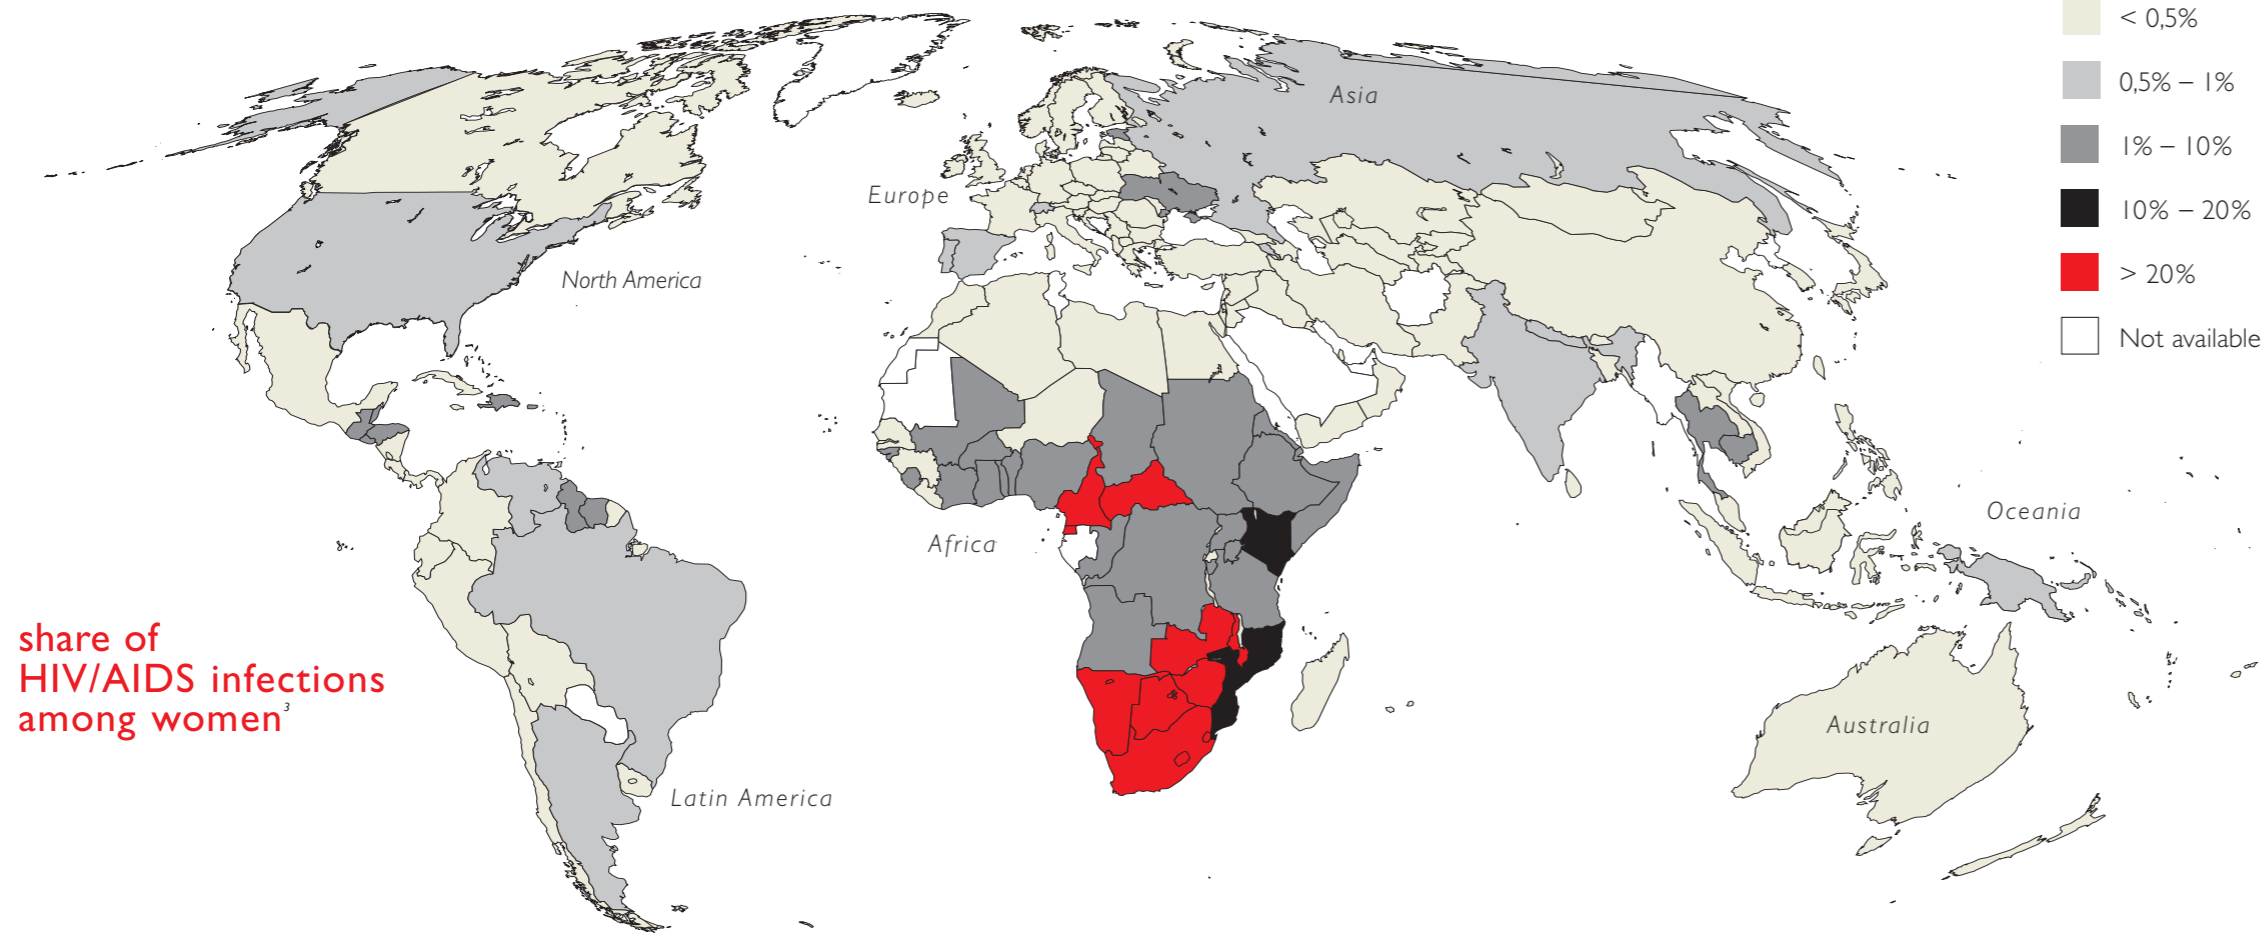 < 0,5%
0,5% – 1%
1% – 10%
10% – 20%
> 20%
Not available
Asia
Europe
North America
Africa
Oceania
Latin America
Australia
share of
HIV/AIDS infections
among women³